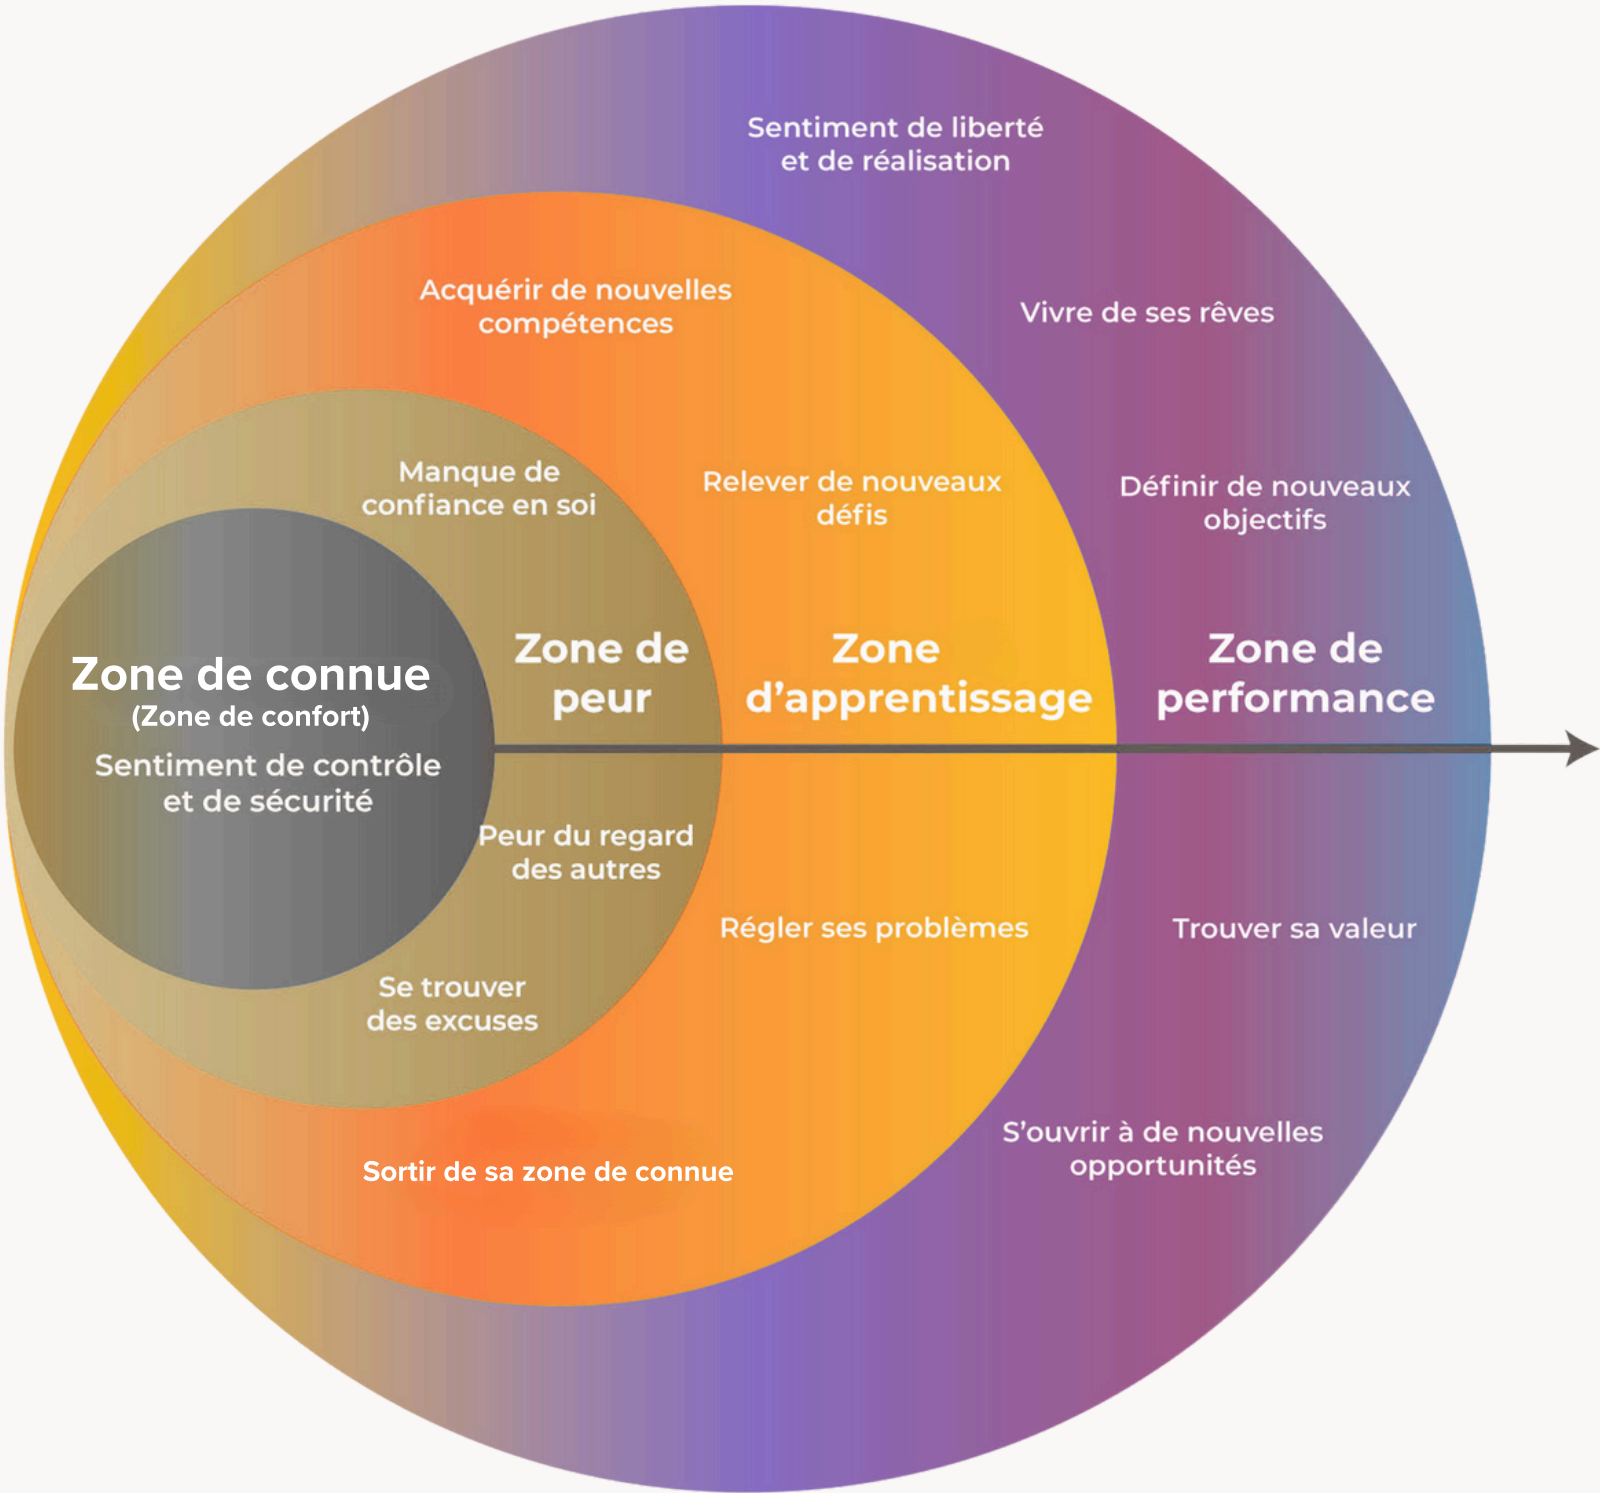 Sentiment de liberté
et de réalisation
Acquérir de nouvelles
compétences
Vivre de ses rêves
Manque de
confiance en soi
Relever de nouveaux
défis
Définir de nouveaux
objectifs
Zone de connue
(Zone de confort)
Sentiment de contrôle
et de sécurité
Zone de
peur
Zone
d'apprentissage
Zone de
performance
Peur du regard
des autres
Régler ses problèmes
Trouver sa valeur
Se trouver
des excuses
Sortir de sa zone de connue
S'ouvrir à de nouvelles
opportunités